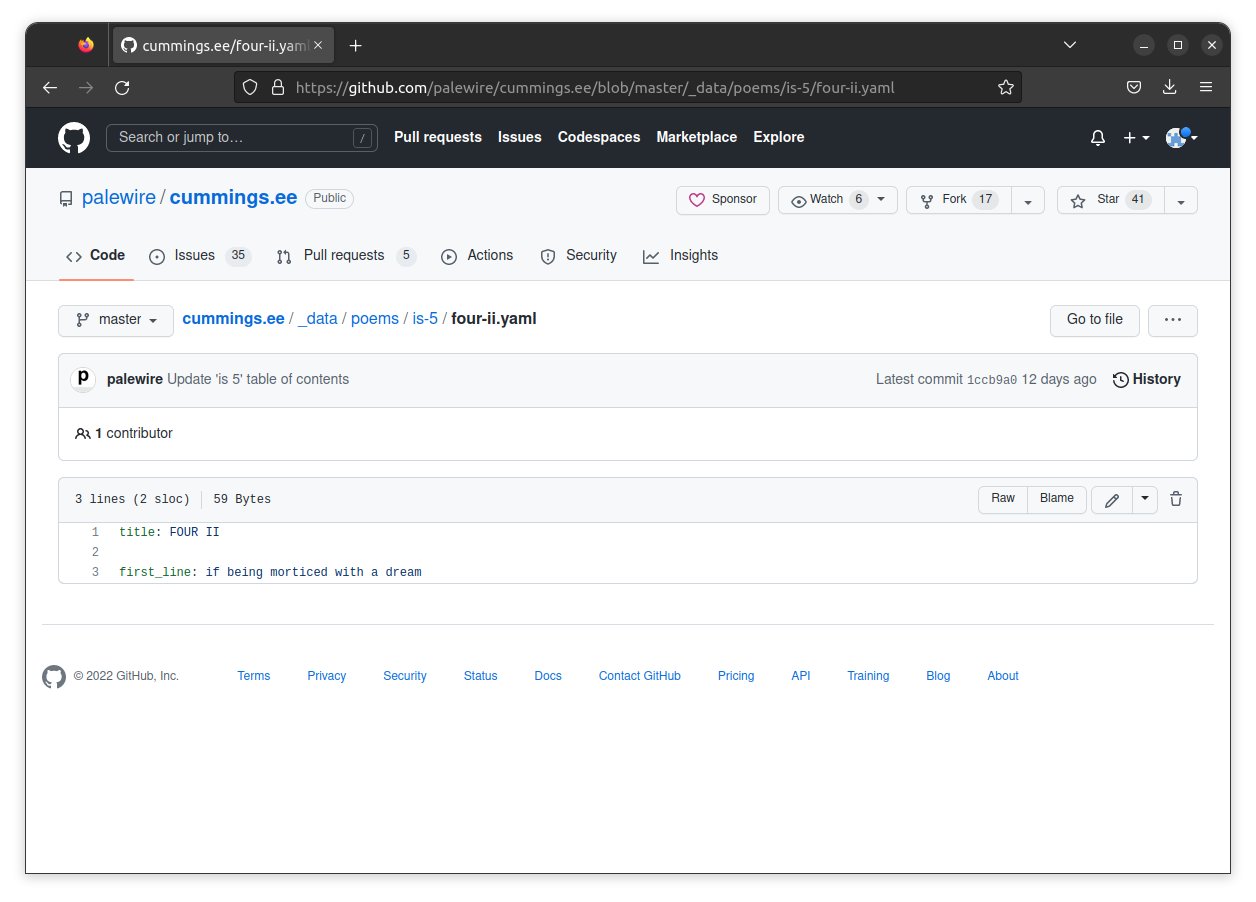 cummings.ee/four-ii.yaml
https://github.com/palewire/cummings.ee/blob/master/_data/poems/is-5/four-ii.yaml
Search or jump to… / Pull requests Issues Codespaces Marketplace Explore
palewire / cummings.ee Public Sponsor Watch 6 Fork 17 Star 41
Code Issues 35 Pull requests 5 Actions Security Insights
master cummings.ee / _data / poems / is-5 / four-ii.yaml Go to file
p palewire Update 'is 5' table of contents Latest commit 1ccb9a0 12 days ago History
1 contributor
3 lines (2 sloc) 59 Bytes Raw Blame
1 title: FOUR II
2
3 first_line: if being morticed with a dream
© 2022 GitHub, Inc. Terms Privacy Security Status Docs Contact GitHub Pricing API Training Blog About